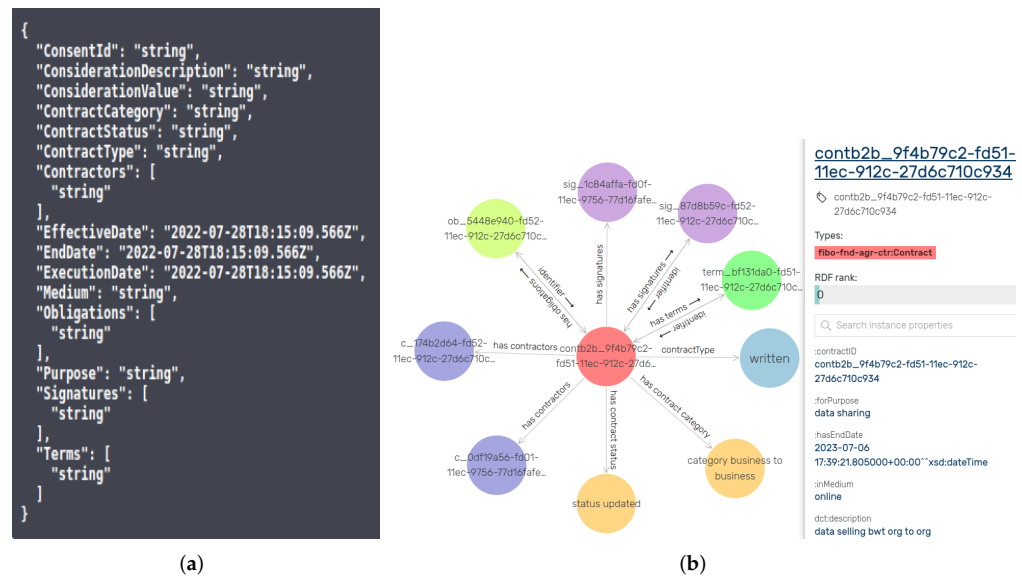 {
"ConsentId": "string",
"ConsiderationDescription": "string",
"ConsiderationValue": "string",
"ContractCategory": "string",
"ContractStatus": "string",
"ContractType": "string",
"Contractors": [
"string"
],
"EffectiveDate": "2022-07-28T18:15:09.566Z",
"EndDate": "2022-07-28T18:15:09.566Z",
"ExecutionDate": "2022-07-28T18:15:09.566Z",
"Medium": "string",
"Obligations": [
"string"
],
"Purpose": "string",
"Signatures": [
"string"
],
"Terms": [
"string"
]
}
(a)
sig_1c84affa-fd0f-
11ec-9756-77d16fafe...
sig_87d8b59c-fd52-
11ec-912c-27d6c710c...
ob_5448e940-fd52-
11ec-912c-27d6c710c...
term_bf131da0-fd51-
11ec-912c-27d6c710c...
identifier →
has obligations →
has signatures
has signatures →
identifier →
has terms →
identifier →
c_174b2d64-fd52-
11ec-912c-27d6c710c...
has contractors
contb2b_9f4b79c2-
fd51-11ec-912c-27d6...
contractType
written
has contractors
has contract status
has contract category
c_0df19a56-fd01-
11ec-9756-77d16fafe...
status updated
category business to
business
contb2b_9f4b79c2-fd51-
11ec-912c-27d6c710c934
contb2b_9f4b79c2-fd51-11ec-912c-
27d6c710c934
Types:
fibo-fnd-agr-ctr:Contract
RDF rank:
0
Search instance properties
:contractID
contb2b_9f4b79c2-fd51-11ec-912c-
27d6c710c934
:forPurpose
data sharing
:hasEndDate
2023-07-06
17:39:21.805000+00:00^^xsd:dateTime
:inMedium
online
dct:description
data selling bwt org to org
(b)